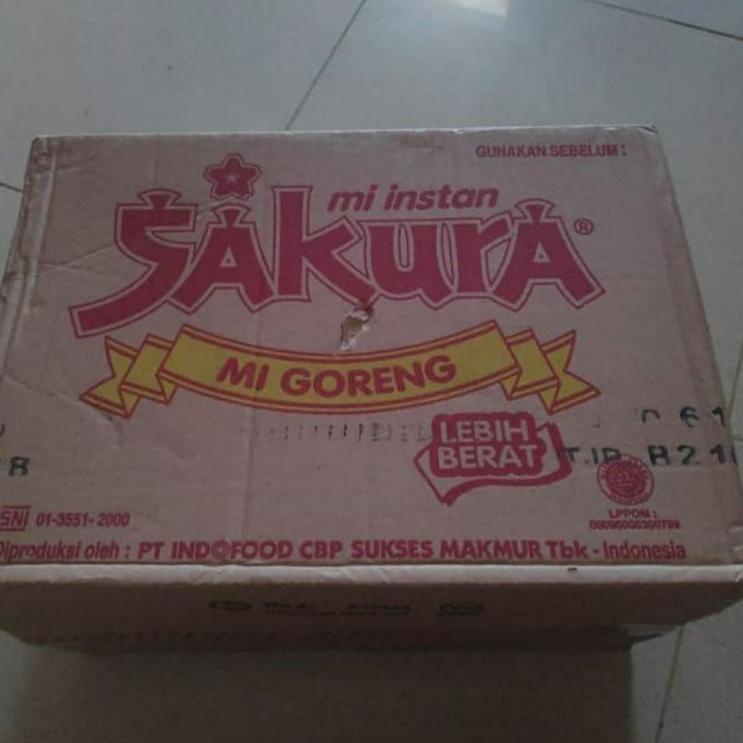 GUNAKAN SEBELUM :
mi instan
SAkurA®
MI GORENG
LEBIH
BERAT
SNI 01-3551-2000
LPPOM :
00090000300799
Diproduksi oleh : PT INDOFOOD CBP SUKSES MAKMUR Tbk - Indonesia